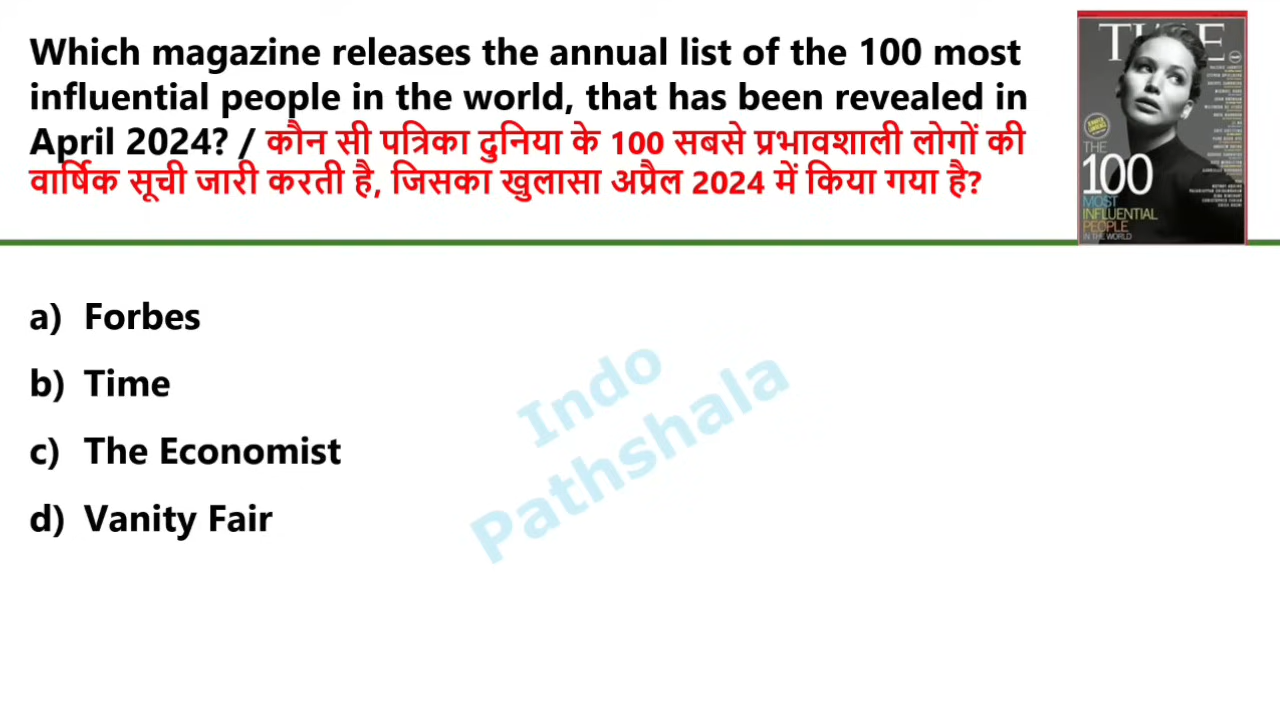 Which magazine releases the annual list of the 100 most
influential people in the world, that has been revealed in
April 2024? / कौन सी पत्रिका दुनिया के 100 सबसे प्रभावशाली लोगों की
वार्षिक सूची जारी करती है, जिसका खुलासा अप्रैल 2024 में किया गया है?
TIME
THE
100
MOST
INFLUENTIAL
PEOPLE
IN THE WORLD
a) Forbes
b) Time
c) The Economist
d) Vanity Fair
Indo
Pathshala